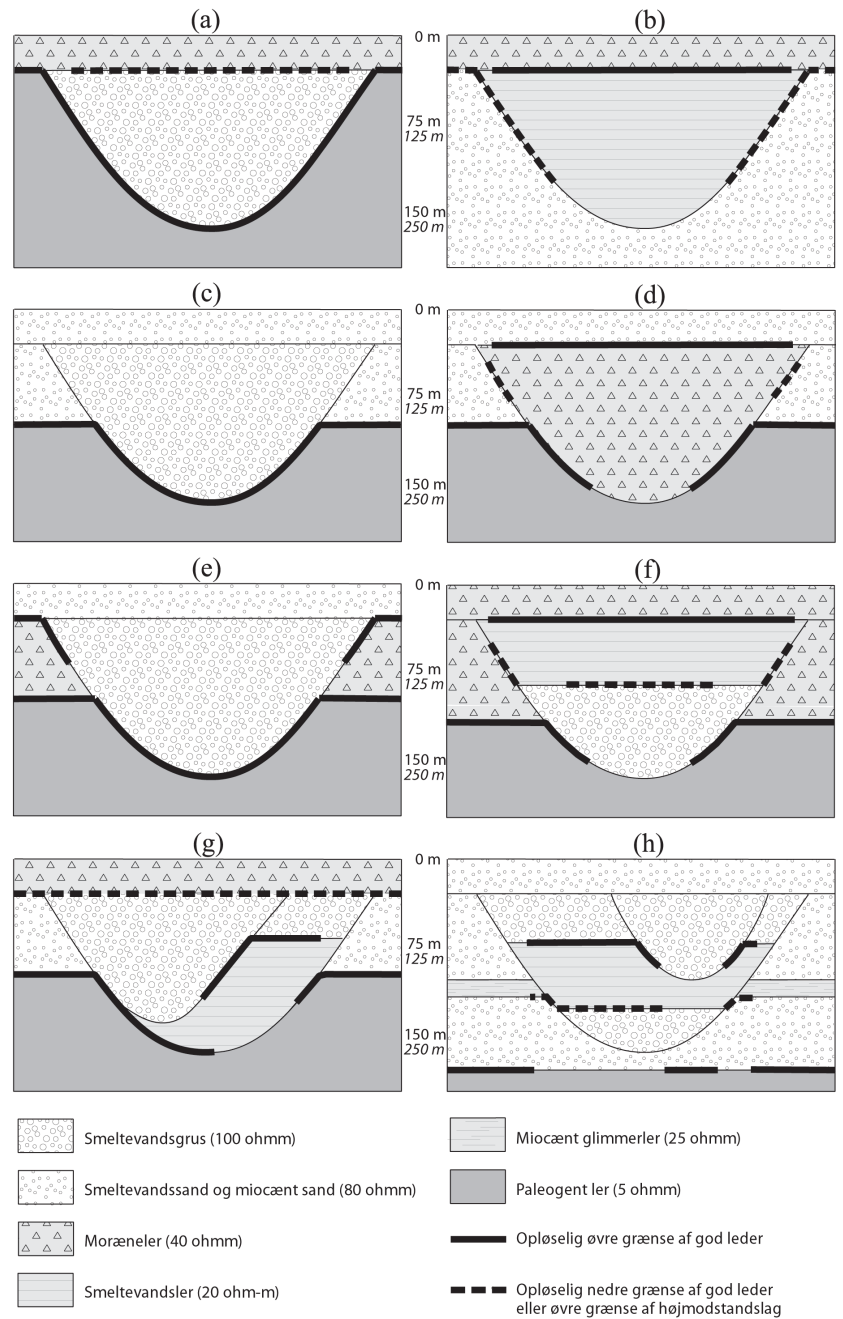 (a)
(b)
0 m
75 m
125 m
150 m
250 m
(c)
(d)
0 m
75 m
125 m
150 m
250 m
(e)
(f)
0 m
75 m
125 m
150 m
250 m
(g)
(h)
0 m
75 m
125 m
150 m
250 m
Smeltevandsgrus (100 ohmm)
Smeltevandssand og miocænt sand (80 ohmm)
Moræneler (40 ohmm)
Smeltevandsler (20 ohm-m)
Miocænt glimmerler (25 ohmm)
Paleogent ler (5 ohmm)
Opløselig øvre grænse af god leder
Opløselig nedre grænse af god leder
eller øvre grænse af højmodstandslag